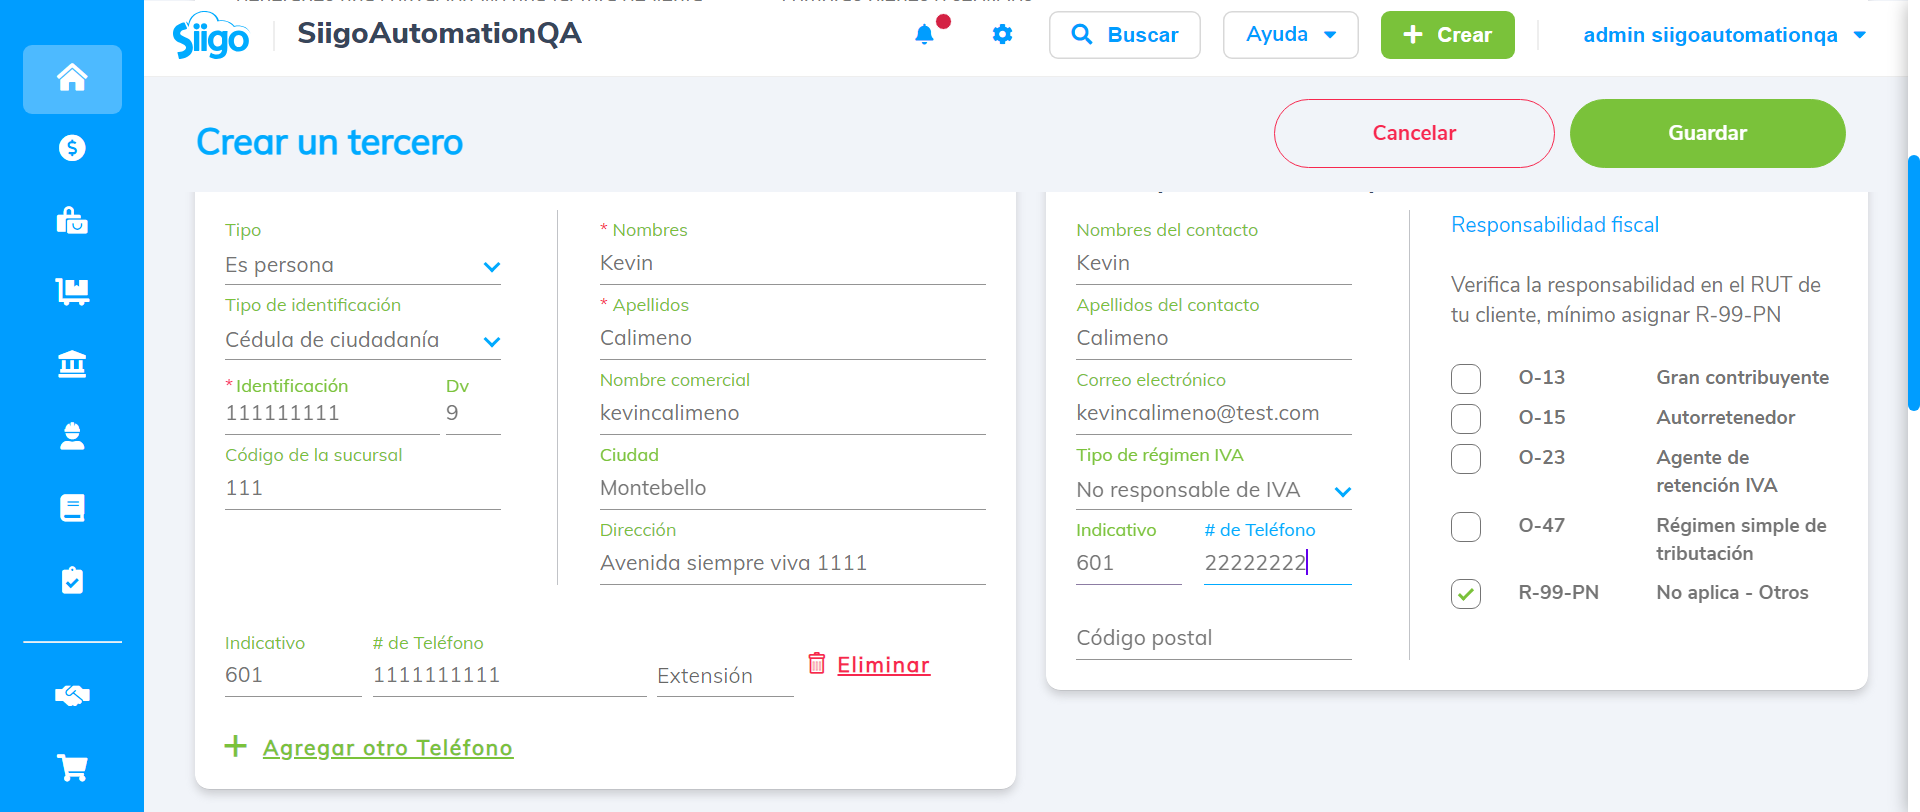 Siigo
SiigoAutomationQA
Buscar
Ayuda
Crear
admin siigoautomationqa
Crear un tercero
Cancelar
Guardar
Tipo
Es persona
Tipo de identificación
Cédula de ciudadanía
* Identificación
Dv
111111111
9
Código de la sucursal
111
* Nombres
Kevin
* Apellidos
Calimeno
Nombre comercial
kevincalimeno
Ciudad
Montebello
Dirección
Avenida siempre viva 1111
Indicativo
# de Teléfono
601
1111111111
Extensión
Eliminar
Agregar otro Teléfono
Nombres del contacto
Kevin
Apellidos del contacto
Calimeno
Correo electrónico
kevincalimeno@test.com
Tipo de régimen IVA
No responsable de IVA
Indicativo
# de Teléfono
601
22222222
Código postal
Responsabilidad fiscal
Verifica la responsabilidad en el RUT de
tu cliente, mínimo asignar R-99-PN
O-13 Gran contribuyente
O-15 Autorretenedor
O-23 Agente de
retención IVA
O-47 Régimen simple de
tributación
R-99-PN No aplica - Otros